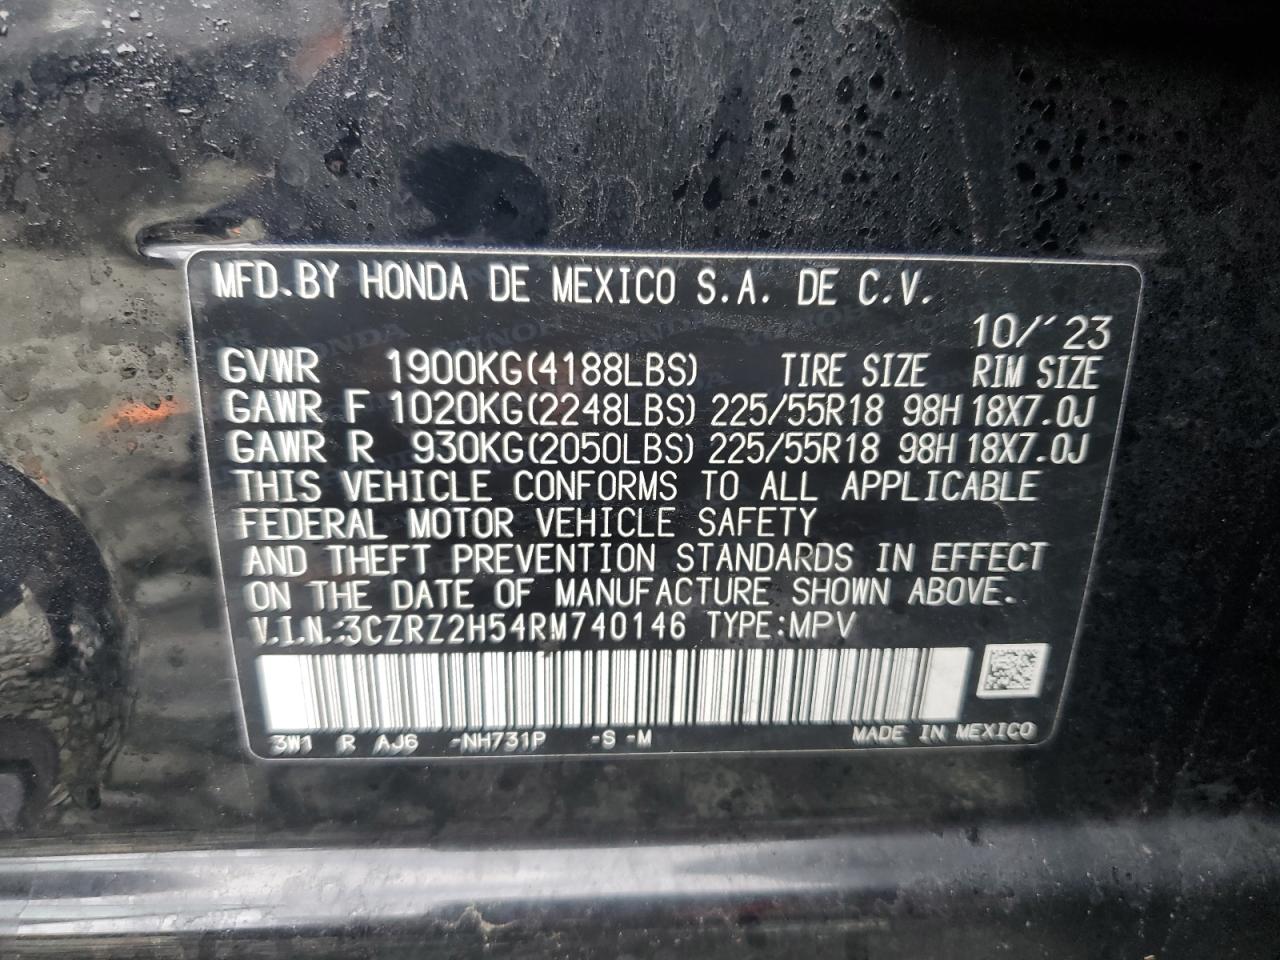 MFD.BY HONDA DE MEXICO S.A. DE C.V.
10/´23
GVWR 1900KG(4188LBS) TIRE SIZE RIM SIZE
GAWR F 1020KG(2248LBS) 225/55R18 98H 18X7.0J
GAWR R 930KG(2050LBS) 225/55R18 98H 18X7.0J
THIS VEHICLE CONFORMS TO ALL APPLICABLE
FEDERAL MOTOR VEHICLE SAFETY
AND THEFT PREVENTION STANDARDS IN EFFECT
ON THE DATE OF MANUFACTURE SHOWN ABOVE.
V.I.N.:3CZRZ2H54RM740146 TYPE:MPV
3W1 R AJ6 -NH731P -S -M MADE IN MEXICO